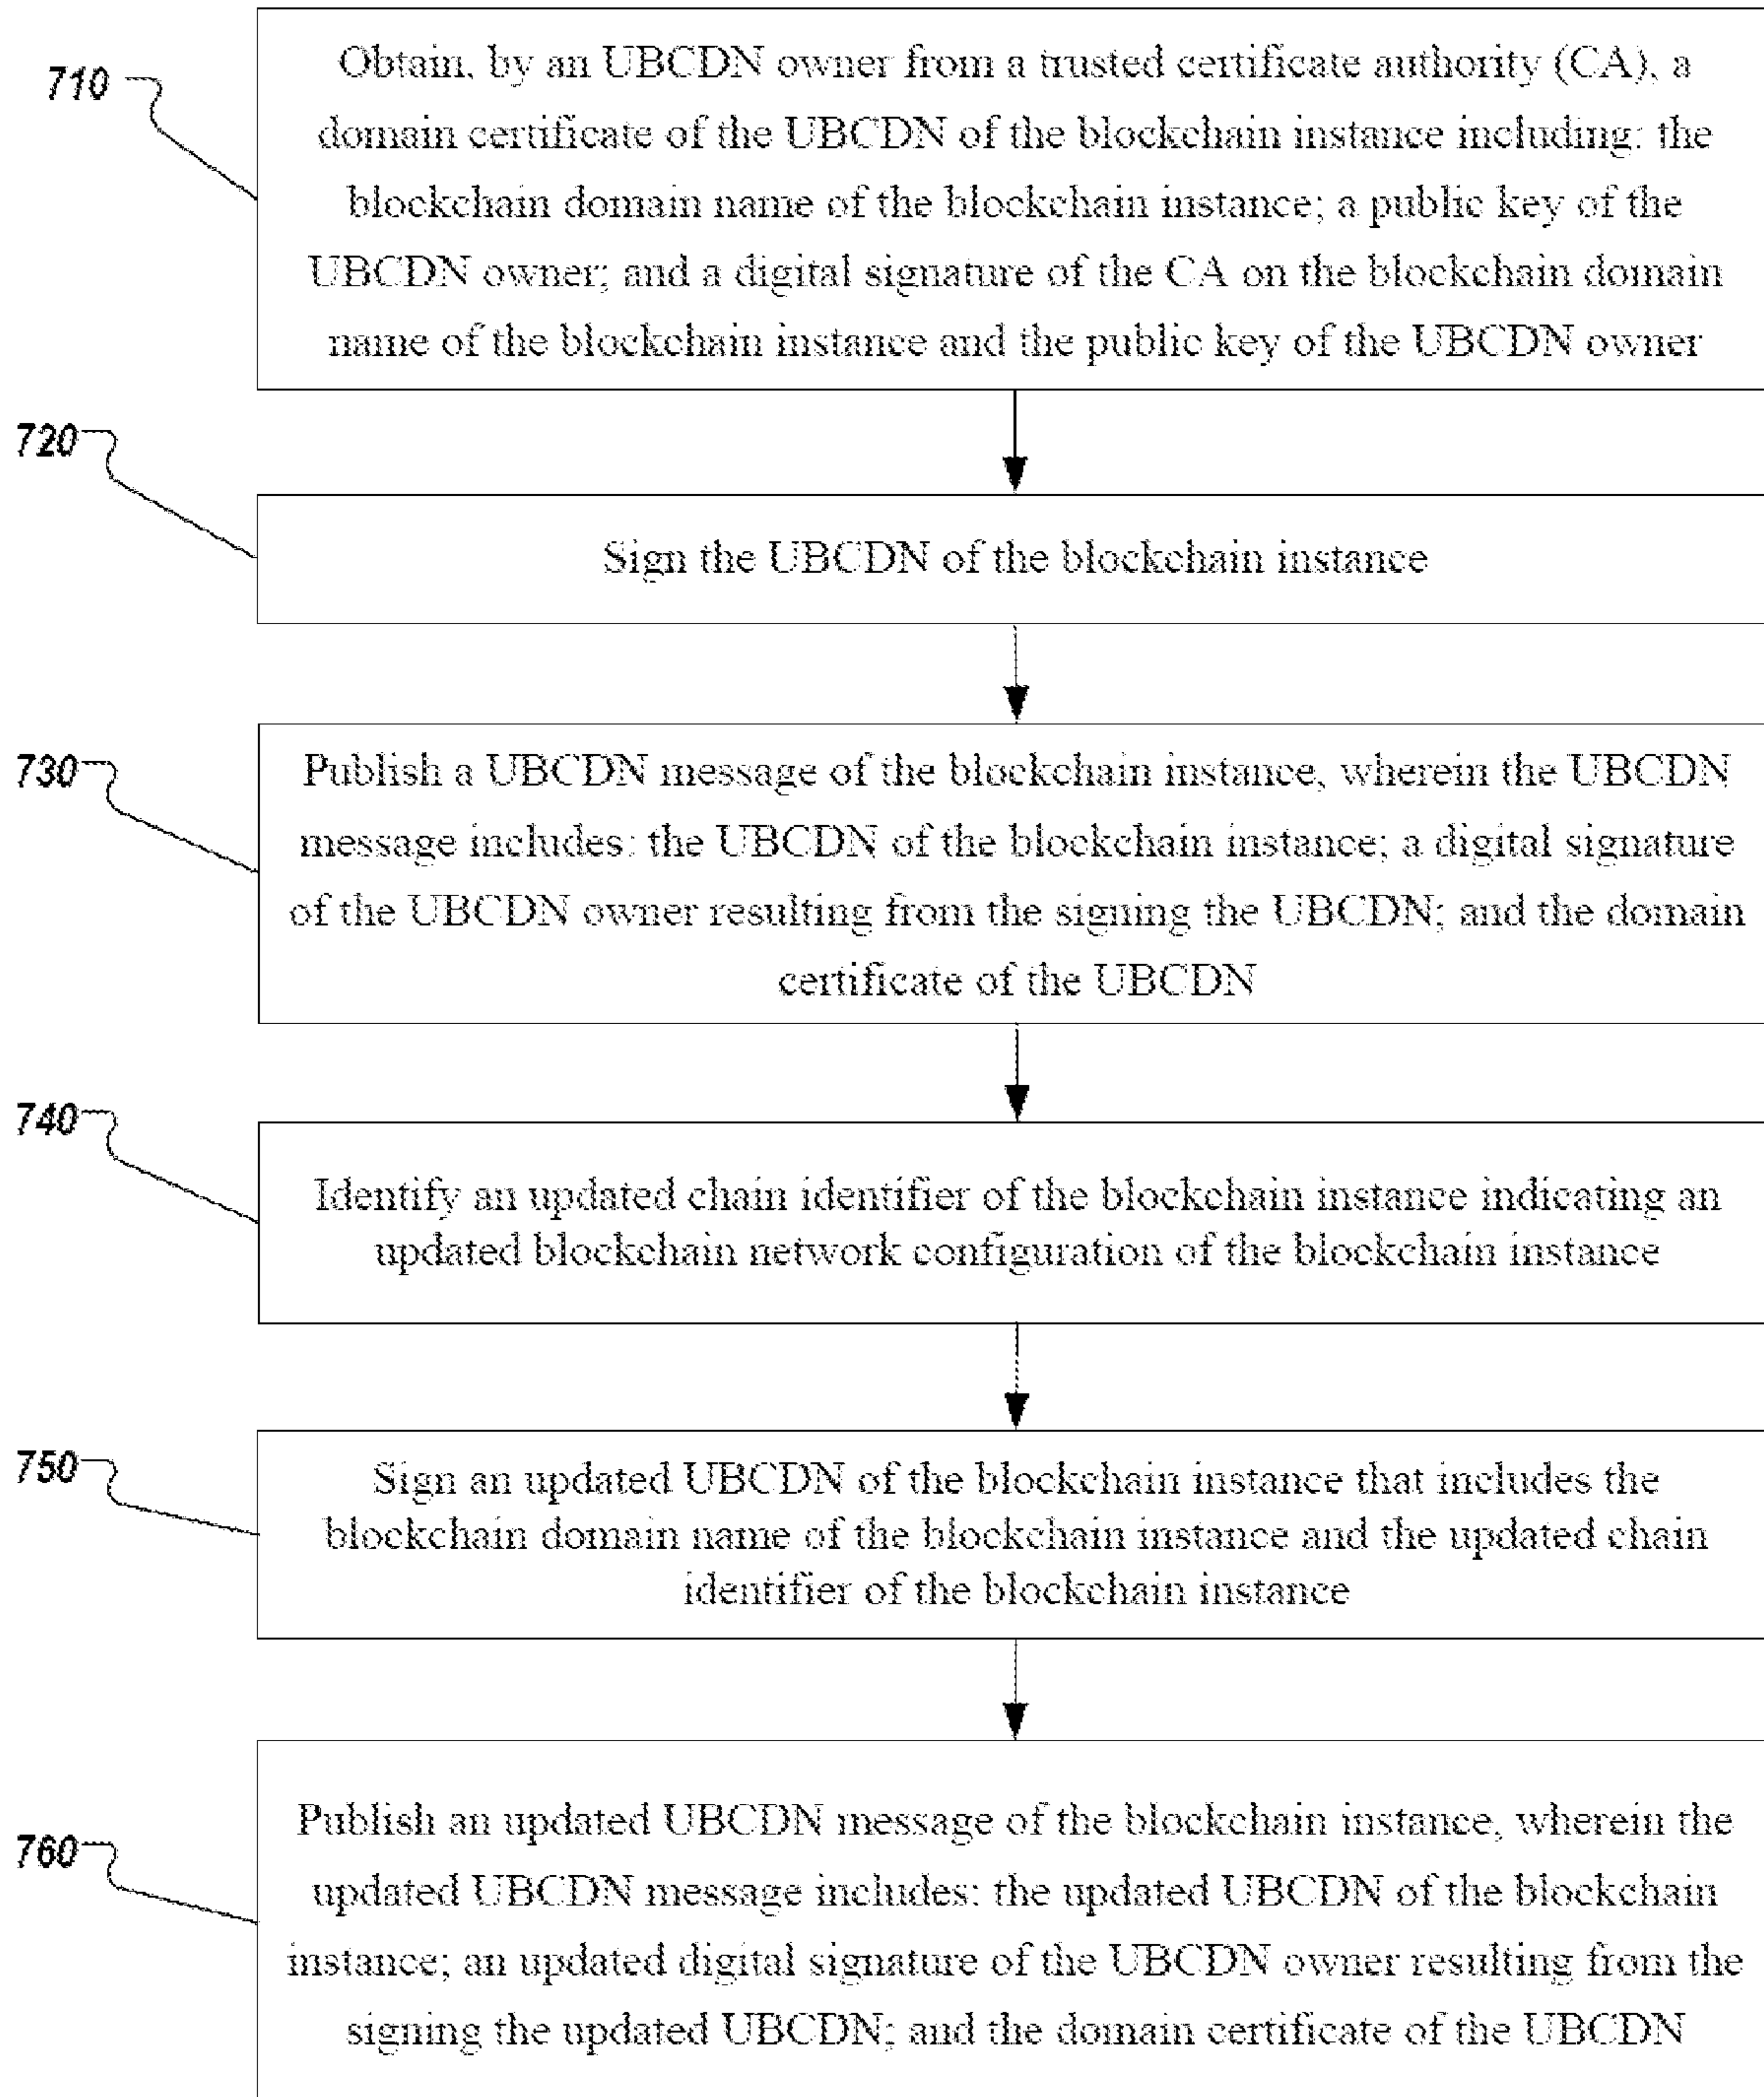 710
Obtain, by an UBCDN owner from a trusted certificate authority (CA), a
domain certificate of the UBCDN of the blockchain instance including: the
blockchain domain name of the blockchain instance; a public key of the
UBCDN owner; and a digital signature of the CA on the blockchain domain
name of the blockchain instance and the public key of the UBCDN owner
720
Sign the UBCDN of the blockchain instance
730
Publish a UBCDN message of the blockchain instance, wherein the UBCDN
message includes: the UBCDN of the blockchain instance; a digital signature
of the UBCDN owner resulting from the signing the UBCDN; and the domain
certificate of the UBCDN
740
Identify an updated chain identifier of the blockchain instance indicating an
updated blockchain network configuration of the blockchain instance
750
Sign an updated UBCDN of the blockchain instance that includes the
blockchain domain name of the blockchain instance and the updated chain
identifier of the blockchain instance
760
Publish an updated UBCDN message of the blockchain instance, wherein the
updated UBCDN message includes: the updated UBCDN of the blockchain
instance; an updated digital signature of the UBCDN owner resulting from the
signing the updated UBCDN; and the domain certificate of the UBCDN